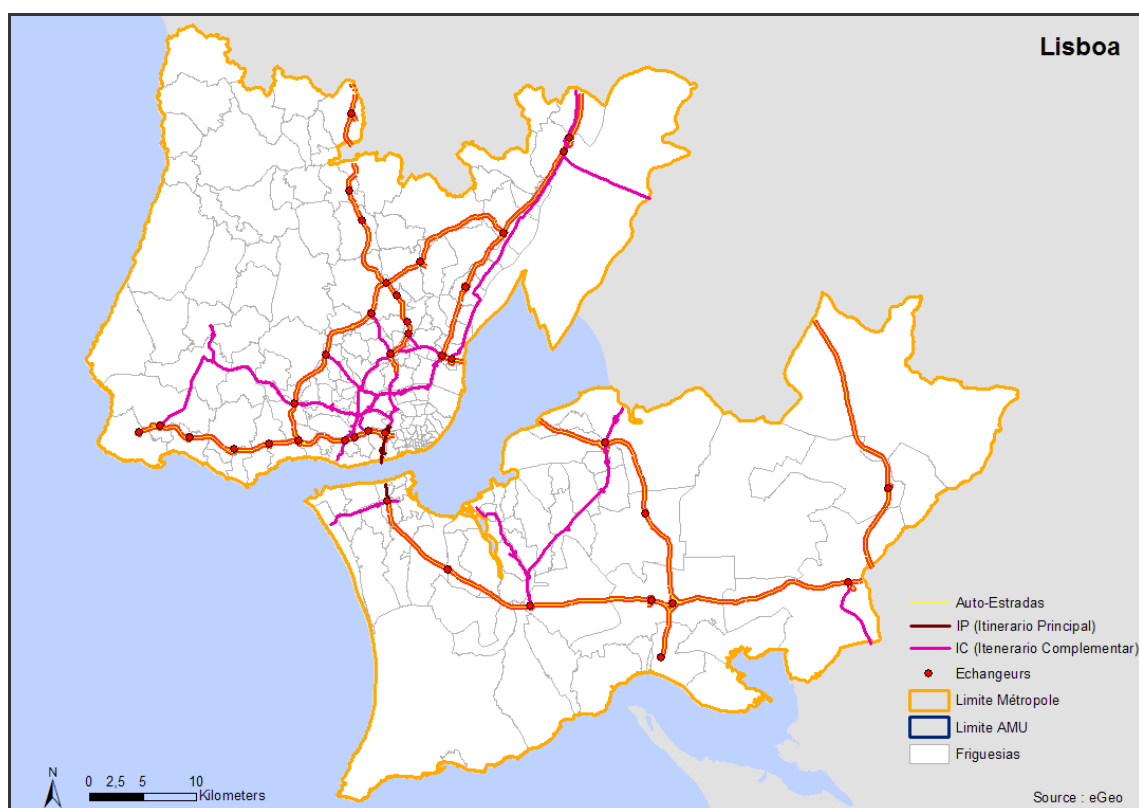 Lisboa
Auto-Estradas
IP (Itinerario Principal)
IC (Itenerario Complementar)
Echangeurs
Limite Métropole
Limite AMU
Friguesias
N
0 2,5 5 10
Kilometers
Source : eGeo